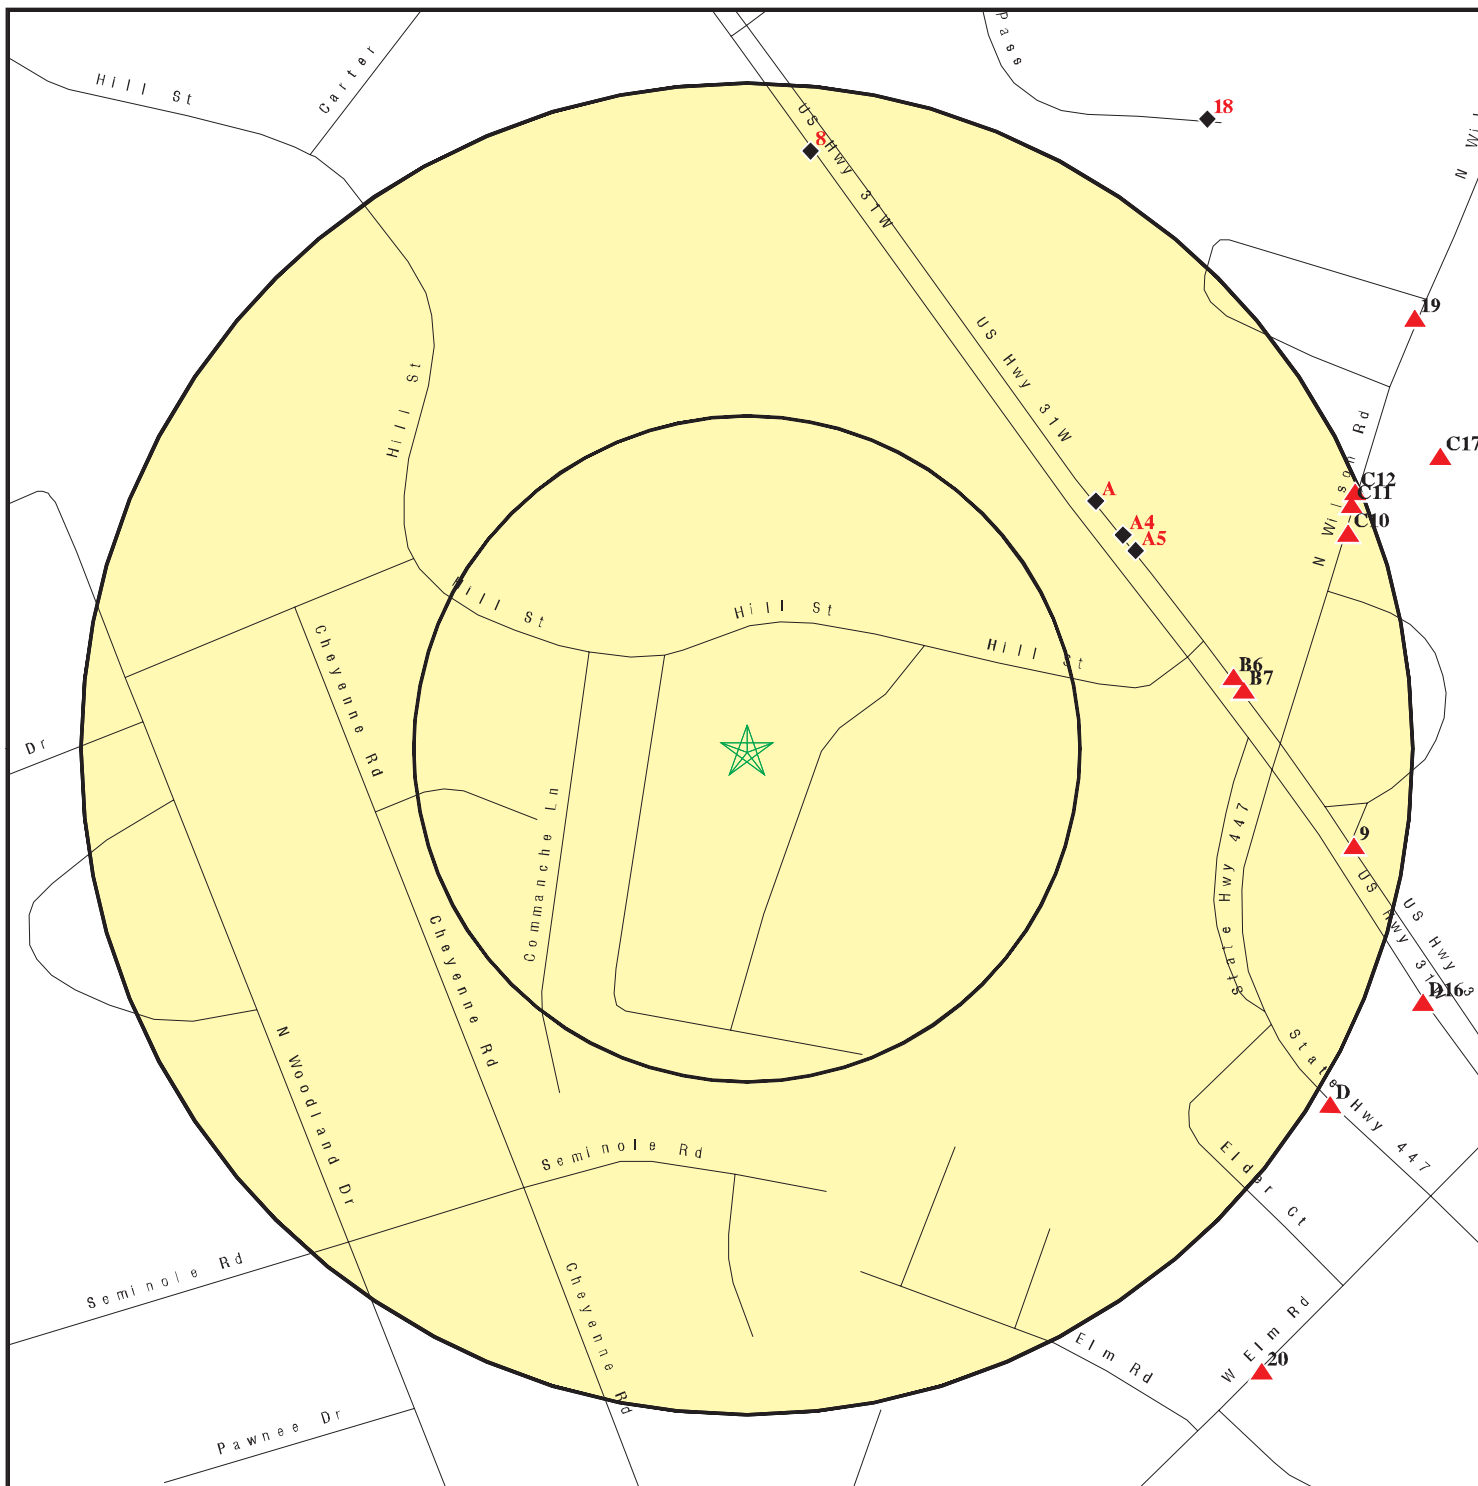 Pass
Carter
Hill St
18
US Hwy 31W
8
N Wil
19
US Hwy 31W
Hill St
N Wilson Rd
C17
C12
C11
C10
A
A4
A5
Hill St
Hill St
Hill St
B6
B7
Cheyenne Rd
Dr
Commanche Ln
State Hwy 447
9
US Hwy 31W
US Hwy 3
Cheyenne Rd
D16
N Woodland Dr
State Hwy 447
D
Seminole Rd
Elder Ct
Seminole Rd
Cheyenne Rd
Elm Rd
W Elm Rd
20
Pawnee Dr